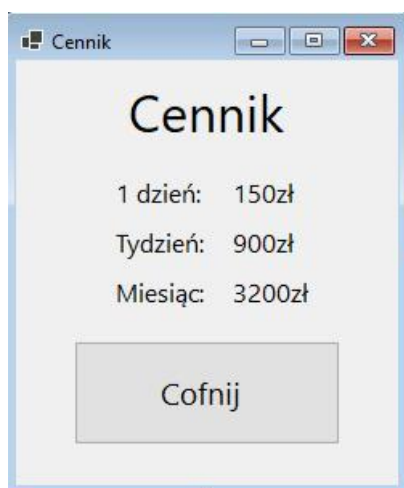 Cennik
Cennik
1 dzień: 150zł
Tydzień: 900zł
Miesiąc: 3200zł
Cofnij